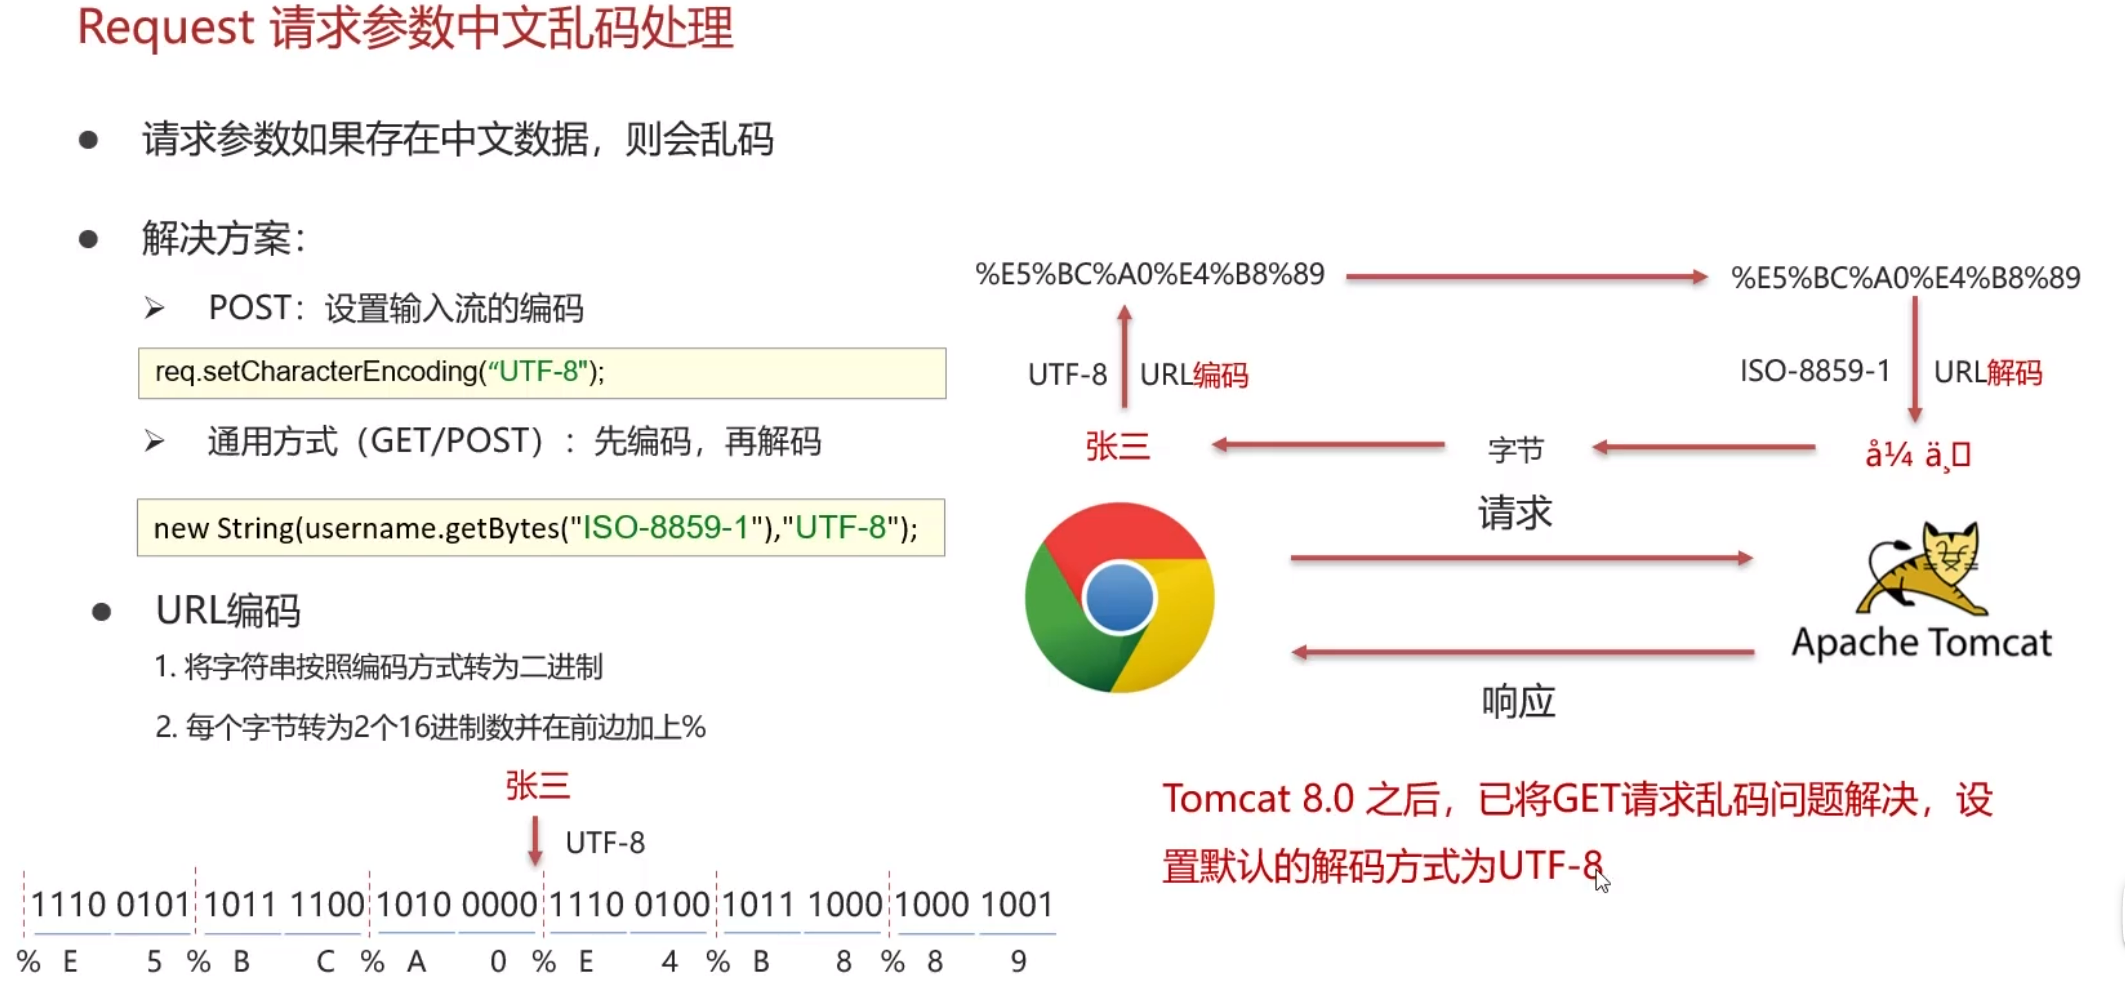 Request 请求参数中文乱码处理
请求参数如果存在中文数据，则会乱码
解决方案：
POST：设置输入流的编码
req.setCharacterEncoding(“UTF-8");
通用方式（GET/POST）：先编码，再解码
new String(username.getBytes("ISO-8859-1"),"UTF-8");
URL编码
1. 将字符串按照编码方式转为二进制
2. 每个字节转为2个16进制数并在前边加上%
张三
UTF-8
1110 0101 1011 1100 1010 0000 1110 0100 1011 1000 1000 1001
% E 5 % B C % A 0 % E 4 % B 8 % 8 9
%E5%BC%A0%E4%B8%89 %E5%BC%A0%E4%B8%89
UTF-8 URL编码 ISO-8859-1 URL解码
张三 字节 å¼ ä¸
请求
Apache Tomcat
响应
Tomcat 8.0 之后，已将GET请求乱码问题解决，设
置默认的解码方式为UTF-8